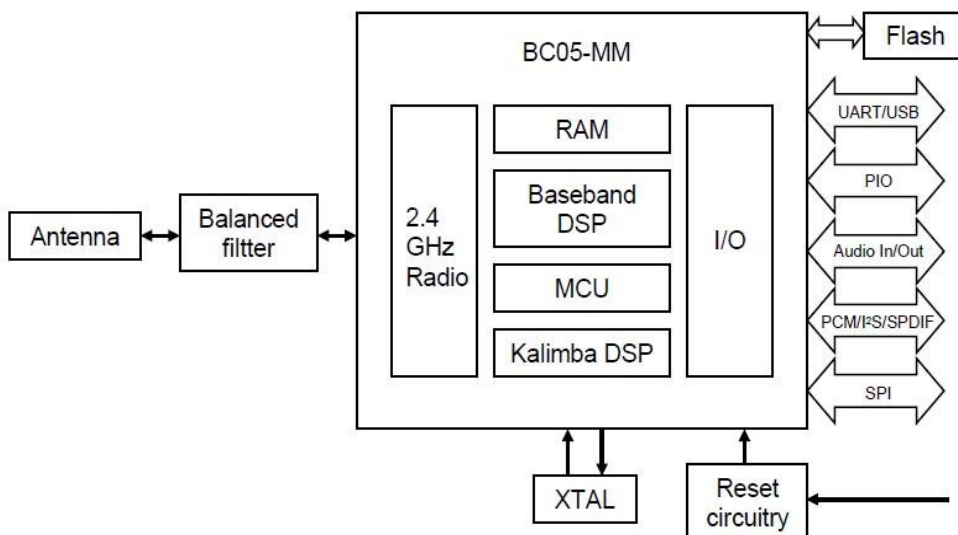 BC05-MM
Flash
RAM
Baseband
DSP
MCU
Kalimba DSP
2.4
GHz
Radio
I/O
UART/USB
PIO
Audio In/Out
PCM/I²S/SPDIF
SPI
Antenna
Balanced
filtter
XTAL
Reset
circuitry